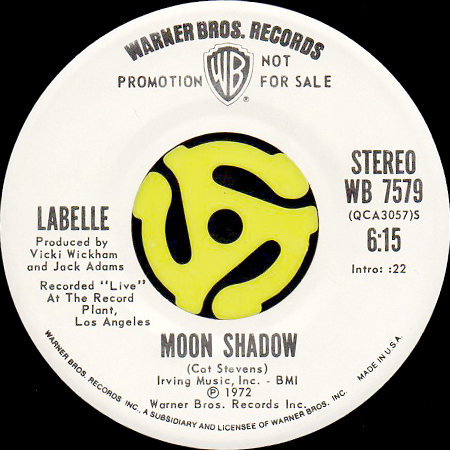 WARNER BROS. RECORDS
WB
®
PROMOTION
NOT
FOR SALE
STEREO
WB 7579
(QCA3057)S
6:15
Intro: :22
LABELLE
Produced by
Vicki Wickham
and Jack Adams
Recorded "Live"
At The Record
Plant,
Los Angeles
MOON SHADOW
(Cat Stevens)
Irving Music, Inc. - BMI
℗ 1972
Warner Bros. Records Inc.
WARNER BROS. RECORDS INC., A SUBSIDIARY AND LICENSEE OF WARNER BROS. INC.
MADE IN U.S.A.